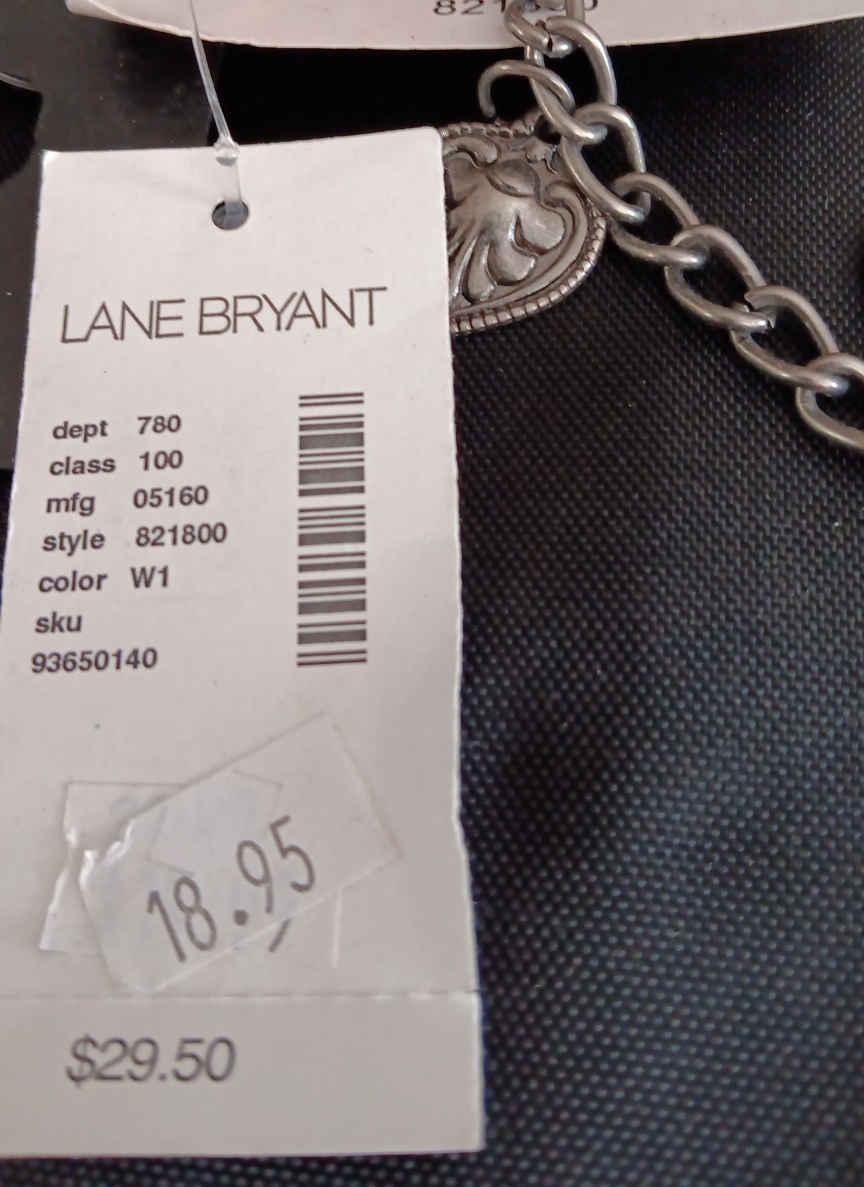 LANE BRYANT
dept 780
class 100
mfg 05160
style 821800
color W1
sku
93650140
18.95
$29.50